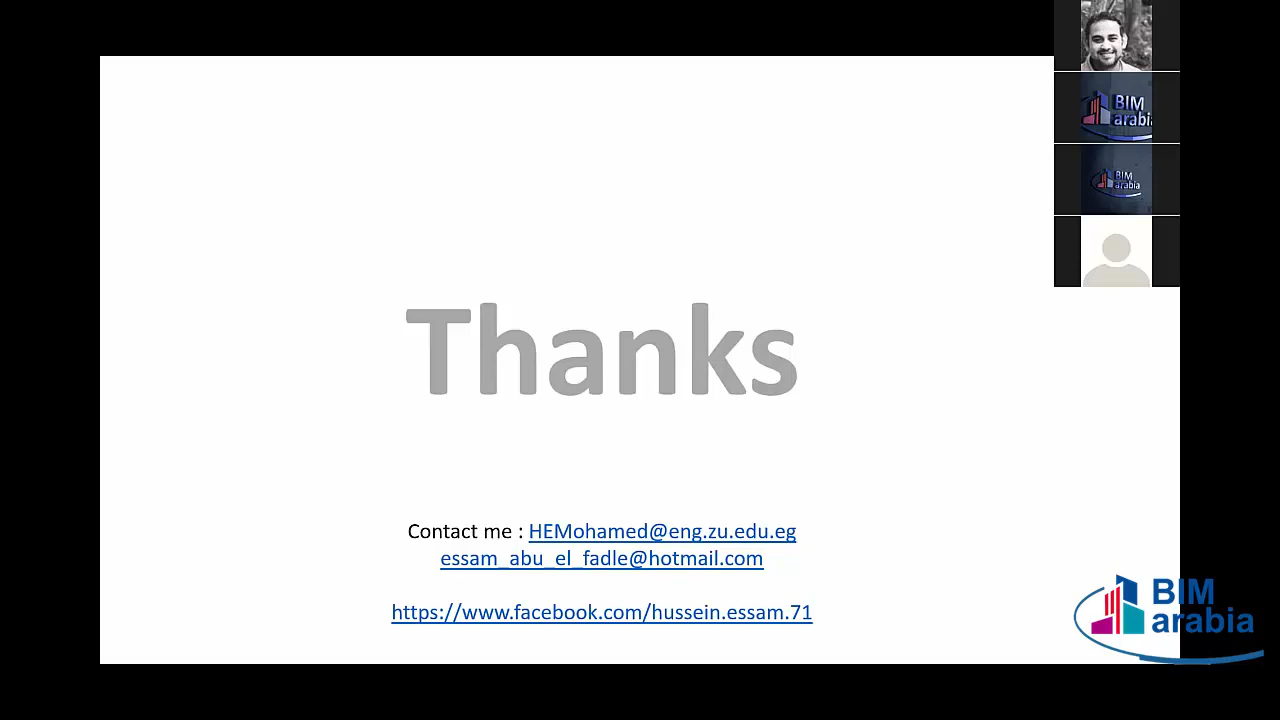 BIM
arabia
BIM
arabia
Thanks
Contact me : HEMohamed@eng.zu.edu.eg
essam_abu_el_fadle@hotmail.com
https://www.facebook.com/hussein.essam.71
BIM
arabia